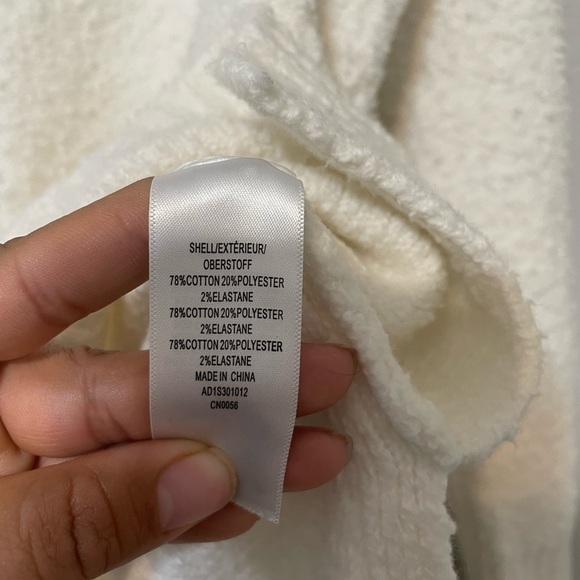 SHELL/EXTÉRIEUR/
OBERSTOFF
78%COTTON 20%POLYESTER
2%ELASTANE
78%COTTON 20%POLYESTER
2%ELASTANE
78%COTTON 20%POLYESTER
2%ELASTANE
MADE IN CHINA
AD1S301012
CN0056